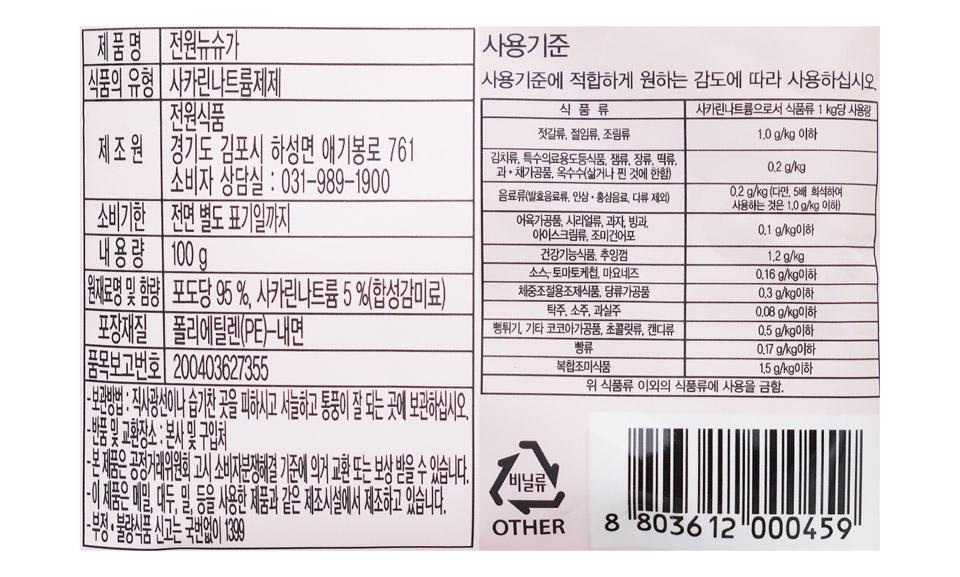 제품명 전원뉴슈가
식품의 유형 사카린나트륨제제
제조원 전원식품
경기도 김포시 하성면 애기봉로 761
소비자 상담실 : 031-989-1900
소비기한 전면 별도 표기일까지
내용량 100 g
원재료명 및 함량 포도당 95 %, 사카린나트륨 5 %(합성감미료)
포장재질 폴리에틸렌(PE)-내면
품목보고번호 200403627355
-보관방법 : 직사광선이나 습기찬 곳을 피하시고 서늘하고 통풍이 잘 되는 곳에 보관하십시오.
-반품 및 교환장소 : 본사 및 구입처
-본 제품은 공정거래위원회 고시 소비자분쟁해결 기준에 의거 교환 또는 보상 받을 수 있습니다.
-이 제품은 메밀, 대두, 밀, 등을 사용한 제품과 같은 제조시설에서 제조하고 있습니다.
-부정·불량식품 신고는 국번없이 1399
사용기준
사용기준에 적합하게 원하는 감도에 따라 사용하십시오.
식 품 류 사카린나트륨으로서 식품류 1 kg당 사용량
젓갈류, 절임류, 조림류 1.0 g/kg 이하
김치류, 특수의료용도등식품, 잼류, 장류, 떡류,
과·채가공품, 옥수수(삶거나 찐 것에 한함) 0.2 g/kg
음료류(발효음료류, 인삼·홍삼음료, 다류 제외) 0.2 g/kg (다만, 5배 희석하여
사용하는 것은 1.0 g/kg 이하)
어육가공품, 시리얼류, 과자, 빙과,
아이스크림류, 조미건어포 0.1 g/kg이하
건강기능식품, 추잉껌 1.2 g/kg
소스, 토마토케첩, 마요네즈 0.16 g/kg이하
체중조절용조제식품, 당류가공품 0.3 g/kg이하
탁주, 소주, 과실주 0.08 g/kg이하
뻥튀기, 기타 코코아가공품, 초콜릿류, 캔디류 0.5 g/kg이하
빵류 0.17 g/kg이하
복합조미식품 1.5 g/kg이하
위 식품류 이외의 식품류에 사용을 금함.
비닐류
OTHER
8 803612 000459